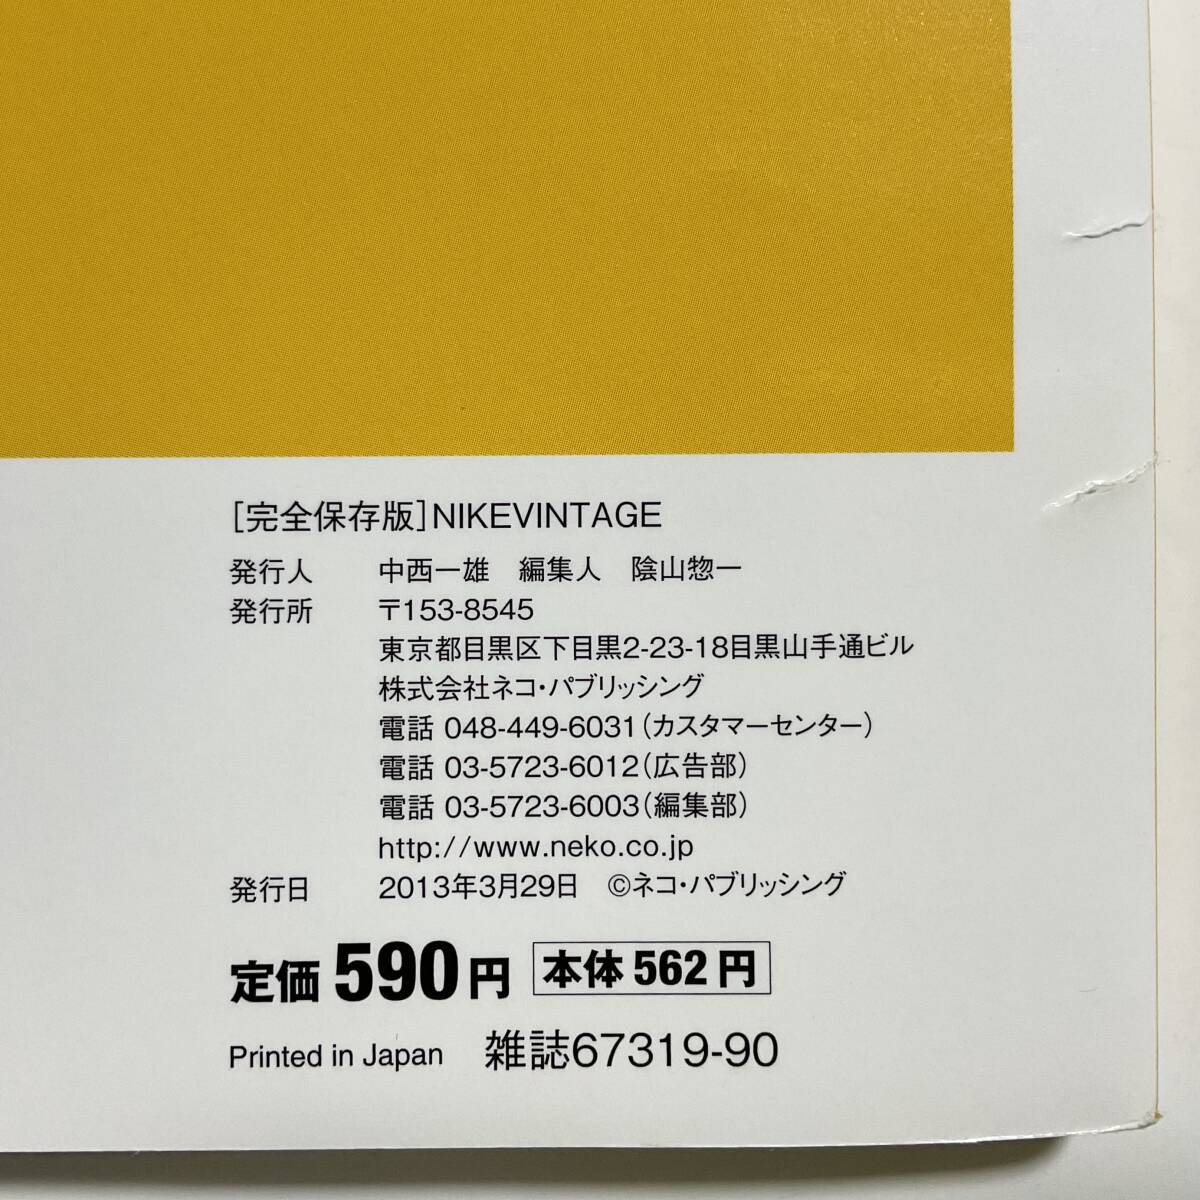 [完全保存版]NIKEVINTAGE
発行人 中西一雄 編集人 陰山惣一
発行所 〒153-8545
東京都目黒区下目黒2-23-18目黒山手通ビル
株式会社ネコ・パブリッシング
電話 048-449-6031(カスタマーセンター)
電話 03-5723-6012(広告部)
電話 03-5723-6003(編集部)
http://www.neko.co.jp
発行日 2013年3月29日 ©ネコ・パブリッシング
定価 590円 本体 562円
Printed in Japan 雑誌67319-90